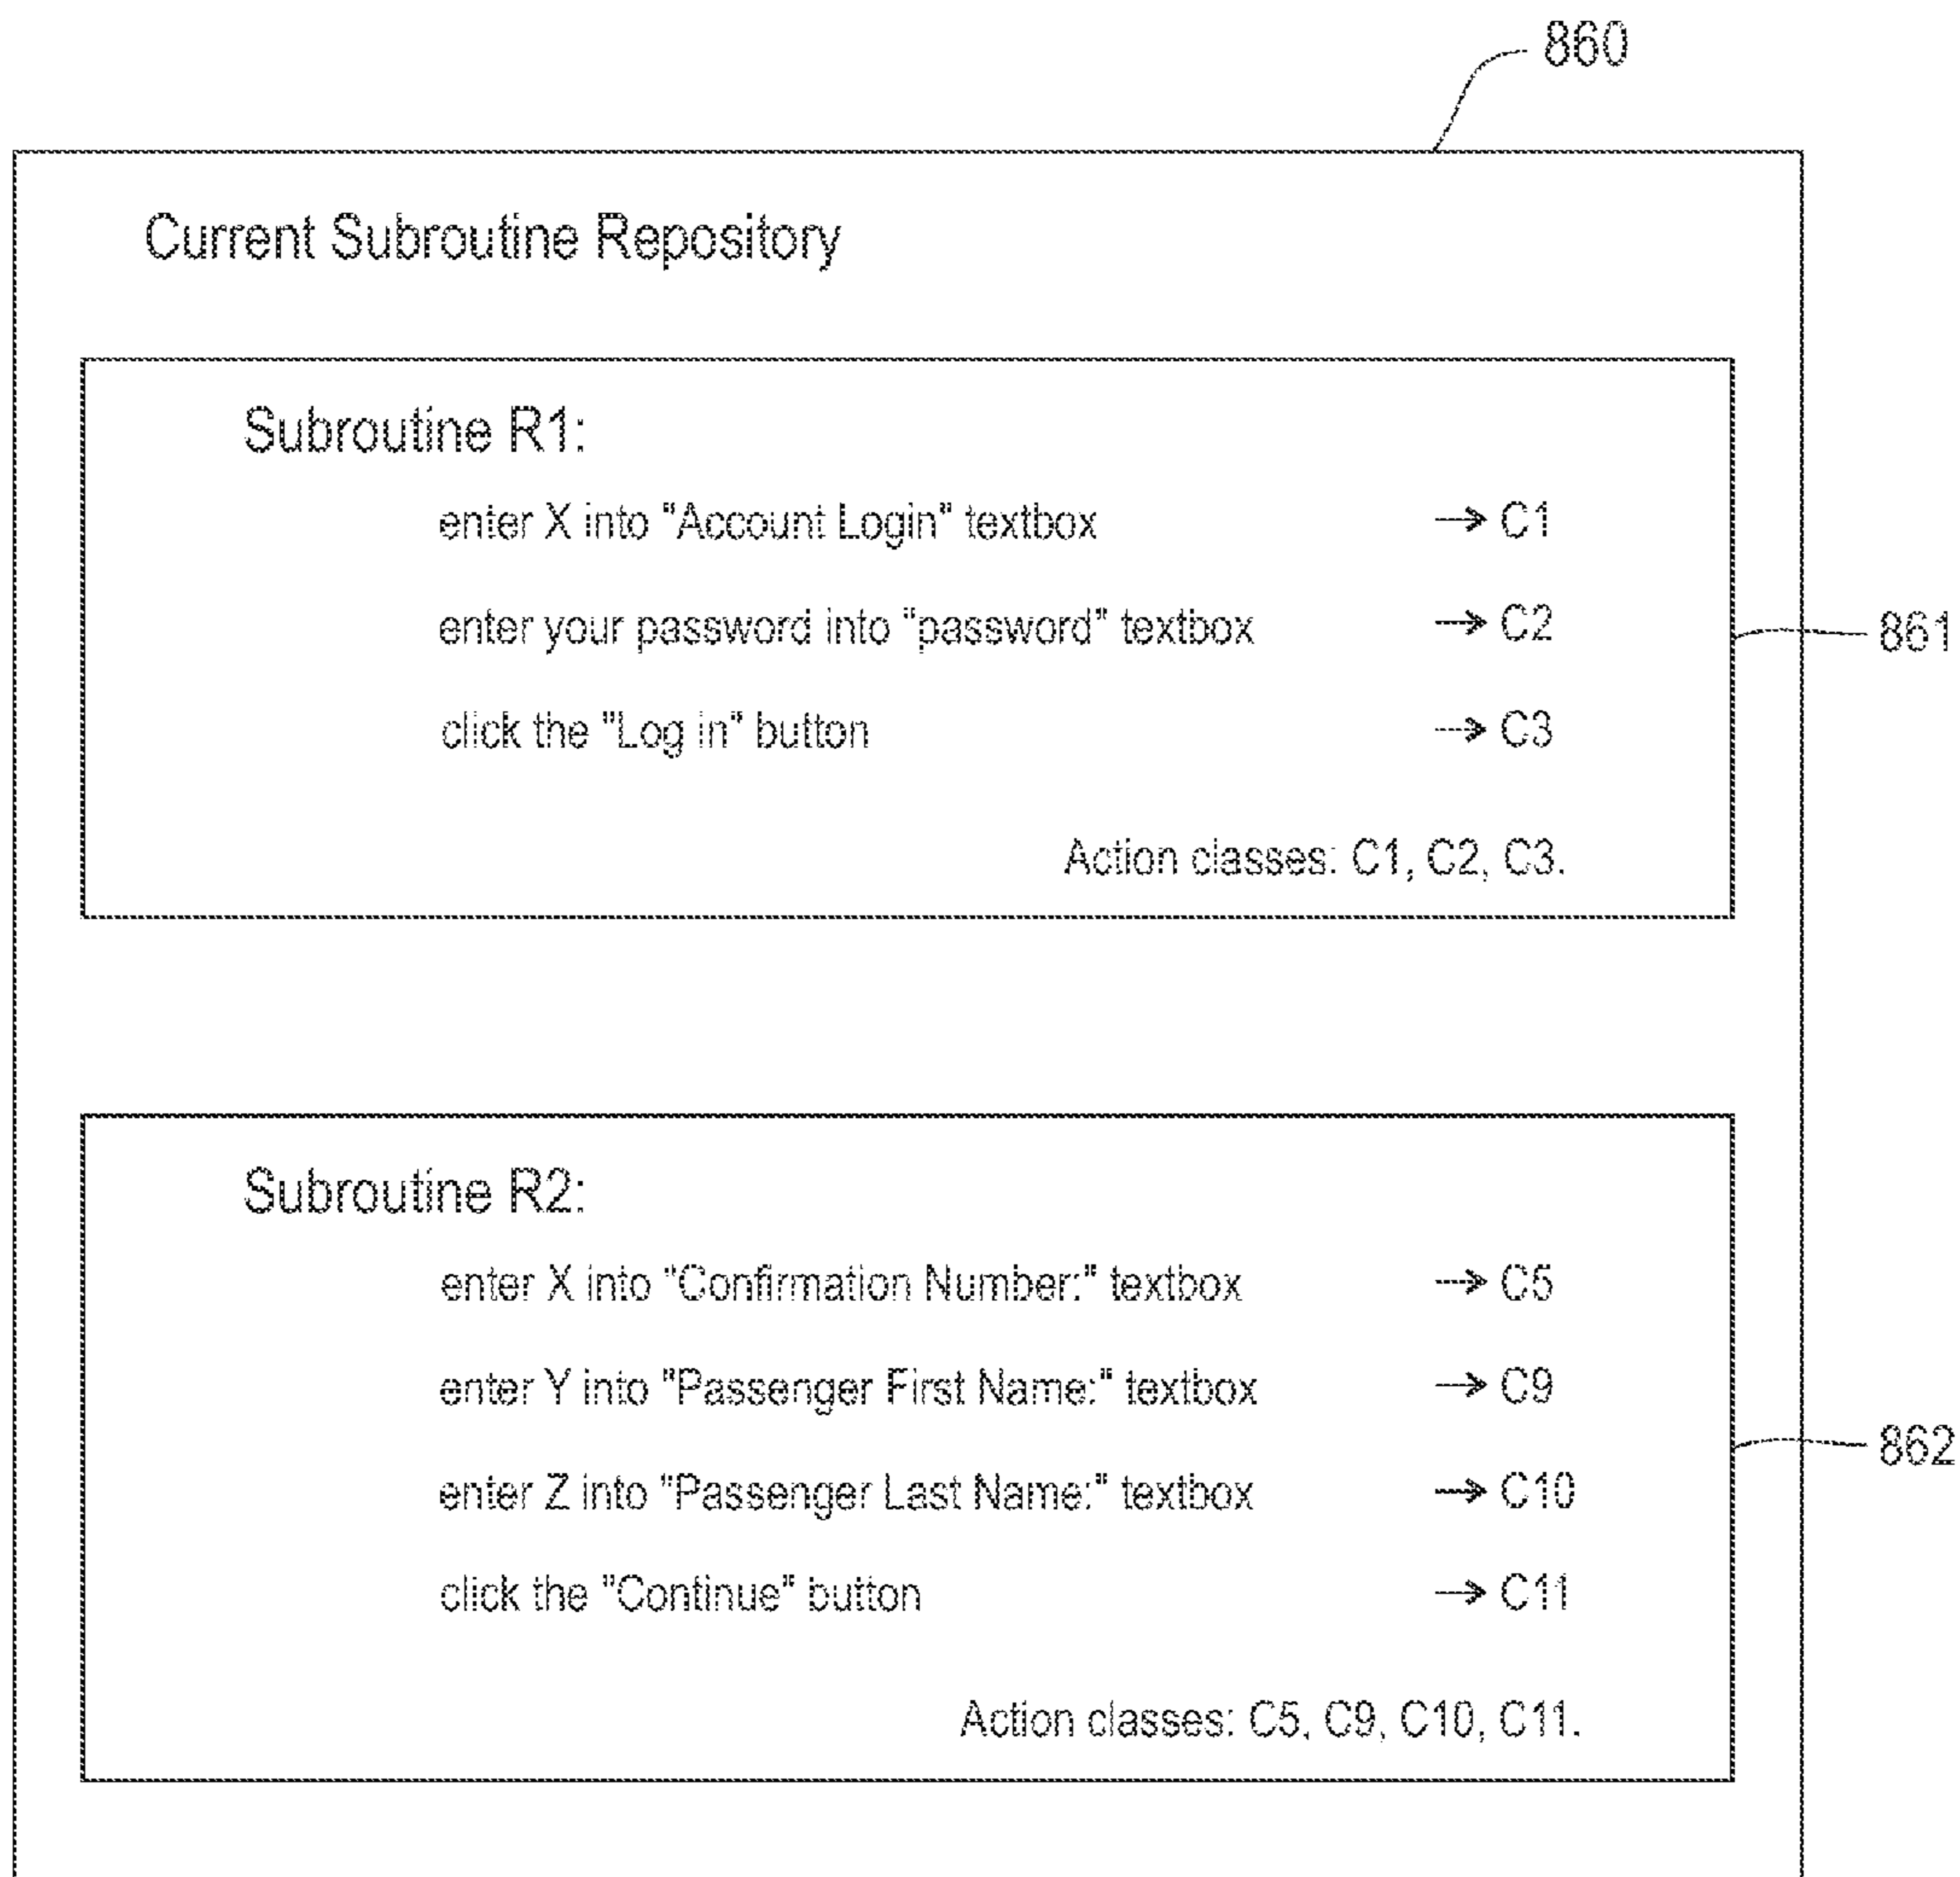 860
Current Subroutine Repository
Subroutine R1:
enter X into "Account Login" textbox → C1
enter your password into "password" textbox → C2
861
click the "Log in" button → C3
Action classes: C1, C2, C3.
Subroutine R2:
enter X into "Confirmation Number:" textbox → C5
enter Y into "Passenger First Name:" textbox → C9
862
enter Z into "Passenger Last Name:" textbox → C10
click the "Continue" button → C11
Action classes: C5, C9, C10, C11.